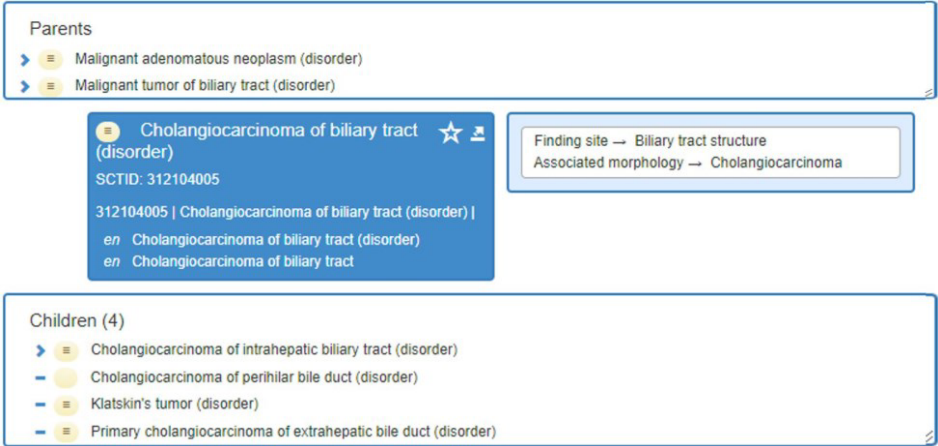 Parents
Malignant adenomatous neoplasm (disorder)
Malignant tumor of biliary tract (disorder)
Cholangiocarcinoma of biliary tract
(disorder)
SCTID: 312104005
312104005 | Cholangiocarcinoma of biliary tract (disorder) |
en Cholangiocarcinoma of biliary tract (disorder)
en Cholangiocarcinoma of biliary tract
Finding site → Biliary tract structure
Associated morphology → Cholangiocarcinoma
Children (4)
Cholangiocarcinoma of intrahepatic biliary tract (disorder)
Cholangiocarcinoma of perihilar bile duct (disorder)
Klatskin's tumor (disorder)
Primary cholangiocarcinoma of extrahepatic bile duct (disorder)